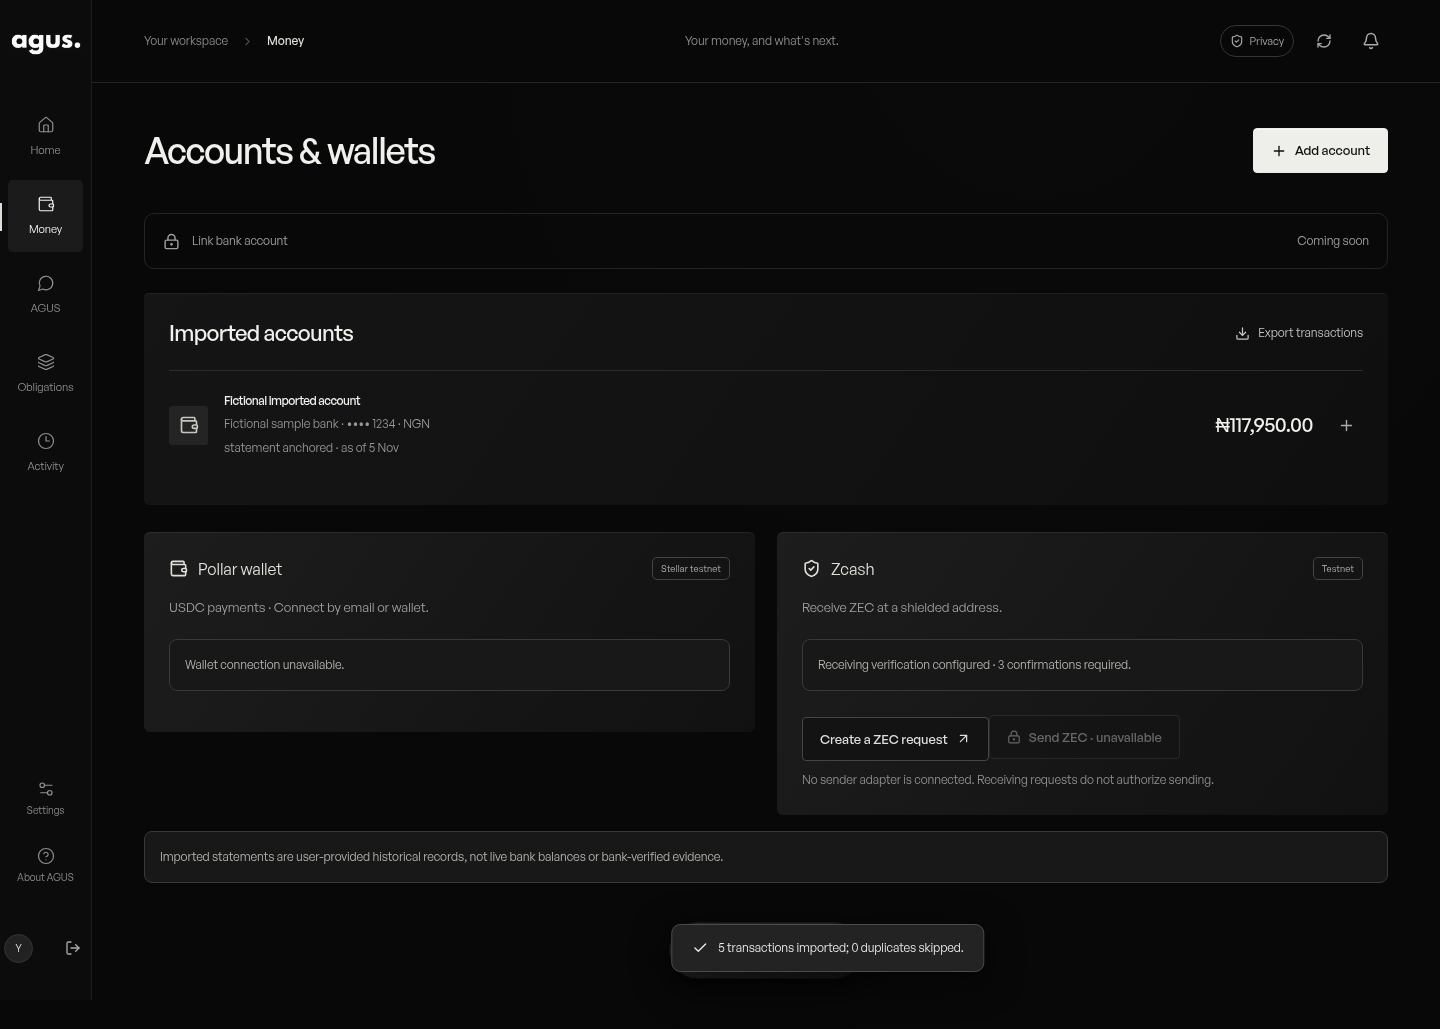 agus.
Your workspace > Money
Your money, and what's next.
Privacy
Home
Money
AGUS
Obligations
Activity
Settings
About AGUS
Y
Accounts & wallets
+ Add account
Link bank account
Coming soon
Imported accounts
Export transactions
Fictional imported account
Fictional sample bank · •••• 1234 · NGN
statement anchored · as of 5 Nov
₦117,950.00
+
Pollar wallet
Stellar testnet
USDC payments · Connect by email or wallet.
Wallet connection unavailable.
Zcash
Testnet
Receive ZEC at a shielded address.
Receiving verification configured · 3 confirmations required.
Create a ZEC request
Send ZEC · unavailable
No sender adapter is connected. Receiving requests do not authorize sending.
Imported statements are user-provided historical records, not live bank balances or bank-verified evidence.
5 transactions imported; 0 duplicates skipped.